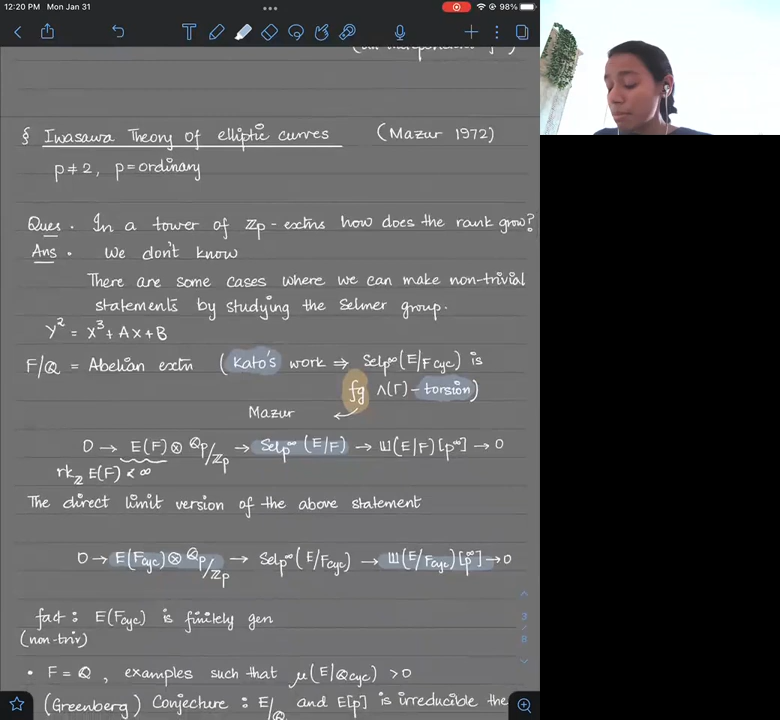 12:20 PM Mon Jan 31
98%
§ Iwasawa Theory of elliptic curves (Mazur 1972)
p ≠ 2, p = ordinary
Ques. In a tower of ℤp-extns how does the rank grow?
Ans. We don't know
There are some cases where we can make non-trivial
statements by studying the Selmer group.
y² = x³ + Ax + B
F/ℚ = Abelian extn (Kato's work ⇒ Selp∞(E/Fcyc) is
fg Λ(Γ)-torsion)
Mazur ←
0 → E(F) ⊗ ℚp/ℤp → Selp∞(E/F) → Ш(E/F)[p∞] → 0
rkℤ E(F) < ∞
The direct limit version of the above statement
0 → E(Fcyc) ⊗ ℚp/ℤp → Selp∞(E/Fcyc) → Ш(E/Fcyc)[p∞] → 0
fact: E(Fcyc) is finitely gen
(non-triv)
• F = ℚ, examples such that μ(E/ℚcyc) > 0
(Greenberg) Conjecture: E/ℚ and E[p] is irreducible the
3/8